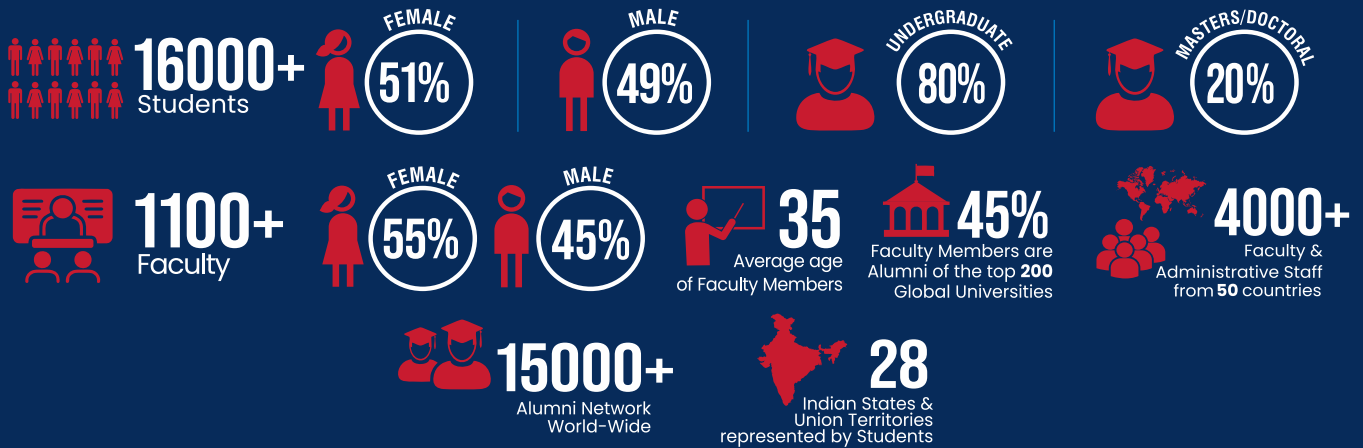 16000+
Students
FEMALE
51%
MALE
49%
UNDERGRADUATE
80%
MASTERS/DOCTORAL
20%
1100+
Faculty
FEMALE
55%
MALE
45%
35
Average age
of Faculty Members
45%
Faculty Members are
Alumni of the top 200
Global Universities
4000+
Faculty &
Administrative Staff
from 50 countries
15000+
Alumni Network
World-Wide
28
Indian States &
Union Territories
represented by Students